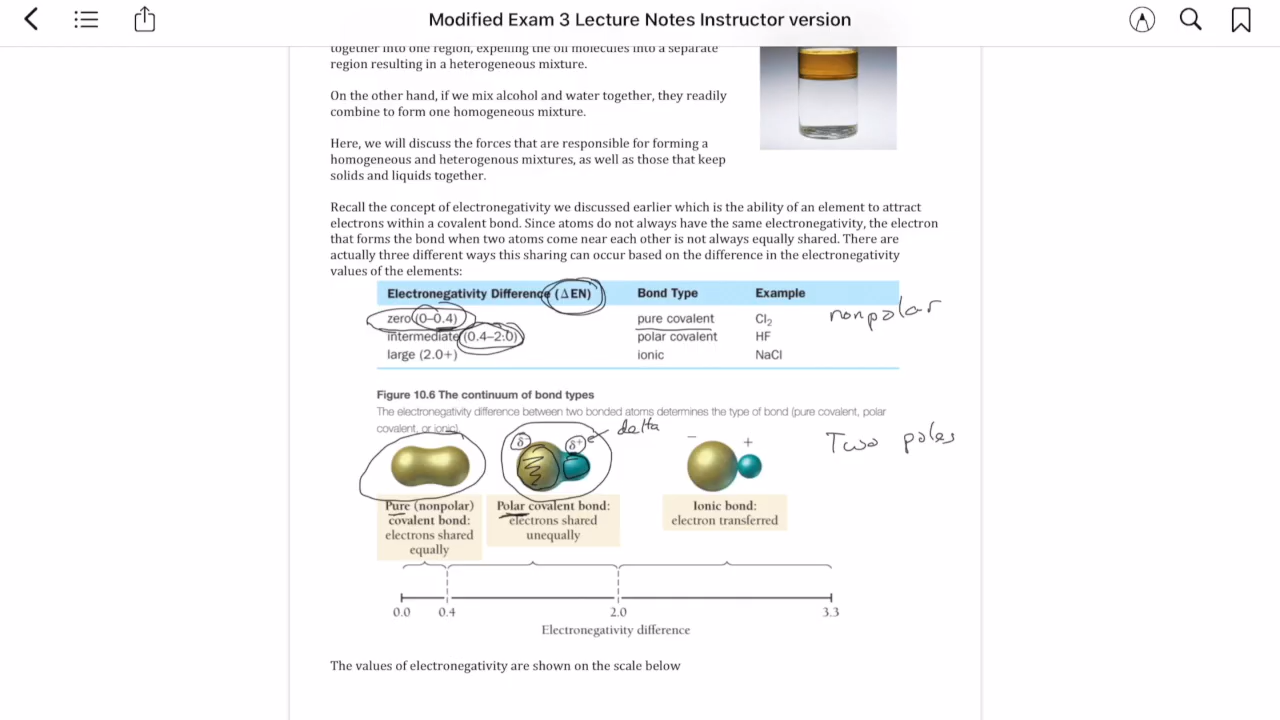 Modified Exam 3 Lecture Notes Instructor version
together into one region, expelling the oil molecules into a separate
region resulting in a heterogeneous mixture.
On the other hand, if we mix alcohol and water together, they readily
combine to form one homogeneous mixture.
Here, we will discuss the forces that are responsible for forming a
homogeneous and heterogenous mixtures, as well as those that keep
solids and liquids together.
Recall the concept of electronegativity we discussed earlier which is the ability of an element to attract
electrons within a covalent bond. Since atoms do not always have the same electronegativity, the electron
that forms the bond when two atoms come near each other is not always equally shared. There are
actually three different ways this sharing can occur based on the difference in the electronegativity
values of the elements:
Electronegativity Difference (ΔEN) Bond Type Example
zero (0–0.4) pure covalent Cl₂ nonpolar
intermediate (0.4–2.0) polar covalent HF
large (2.0+) ionic NaCl
Figure 10.6 The continuum of bond types
The electronegativity difference between two bonded atoms determines the type of bond (pure covalent, polar
covalent, or ionic).
δ⁻ δ⁺ delta − + Two poles
Pure (nonpolar) Polar covalent bond: Ionic bond:
covalent bond: electrons shared electron transferred
electrons shared unequally
equally
0.0 0.4 2.0 3.3
Electronegativity difference
The values of electronegativity are shown on the scale below